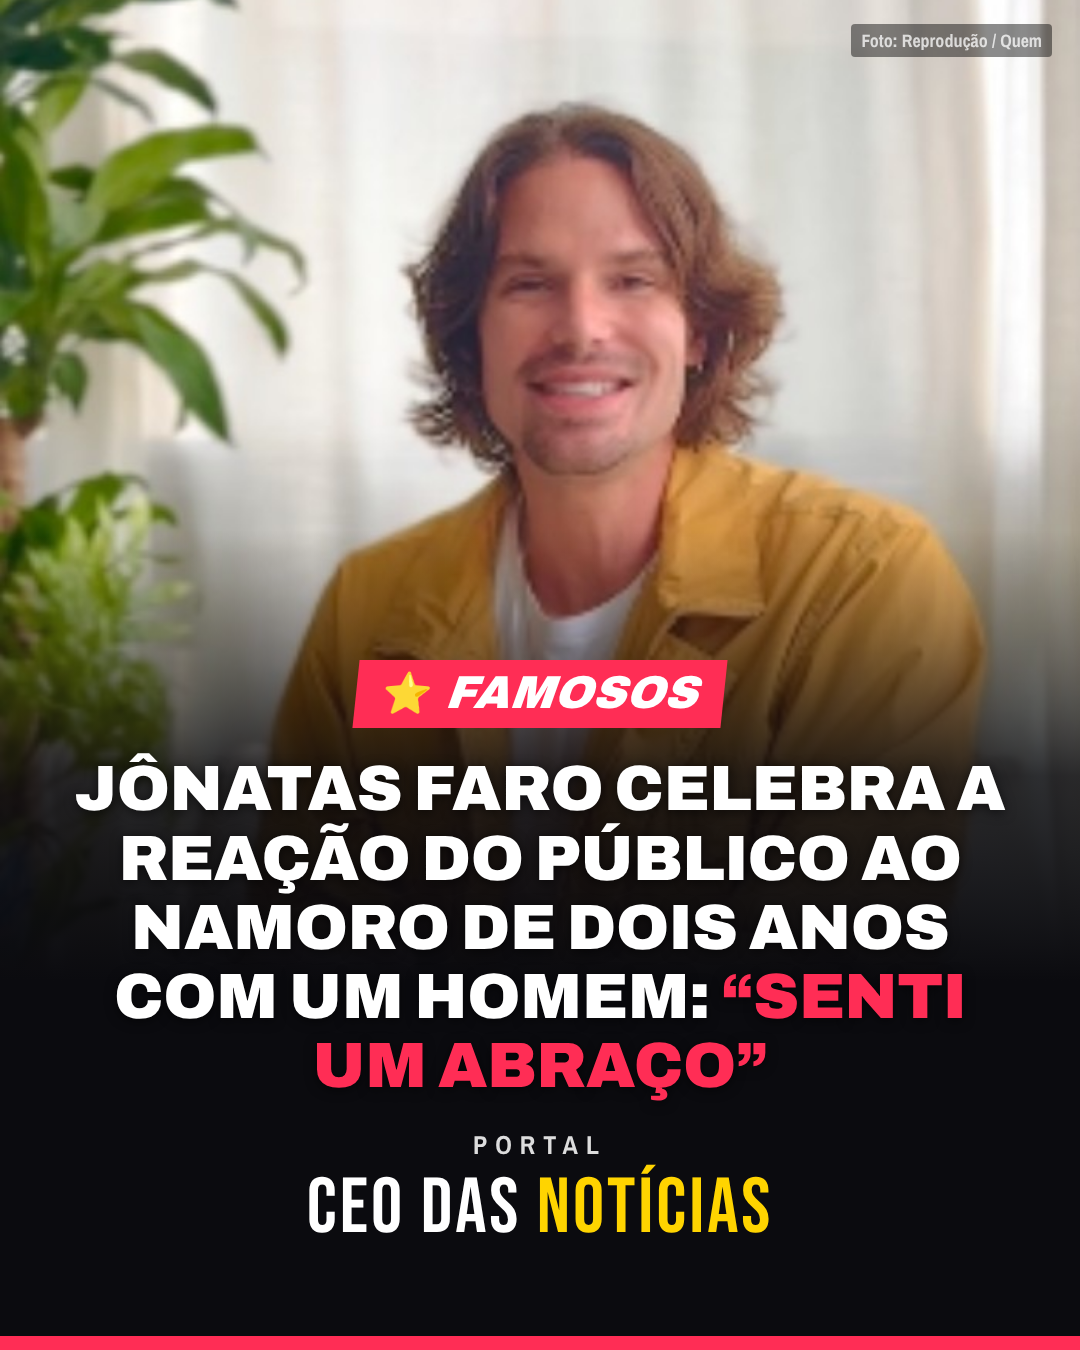 Foto: Reprodução / Quem
FAMOSOS
JÔNATAS FARO CELEBRA A
REAÇÃO DO PÚBLICO AO
NAMORO DE DOIS ANOS
COM UM HOMEM: “SENTI
UM ABRAÇO”
PORTAL
CEO DAS NOTÍCIAS